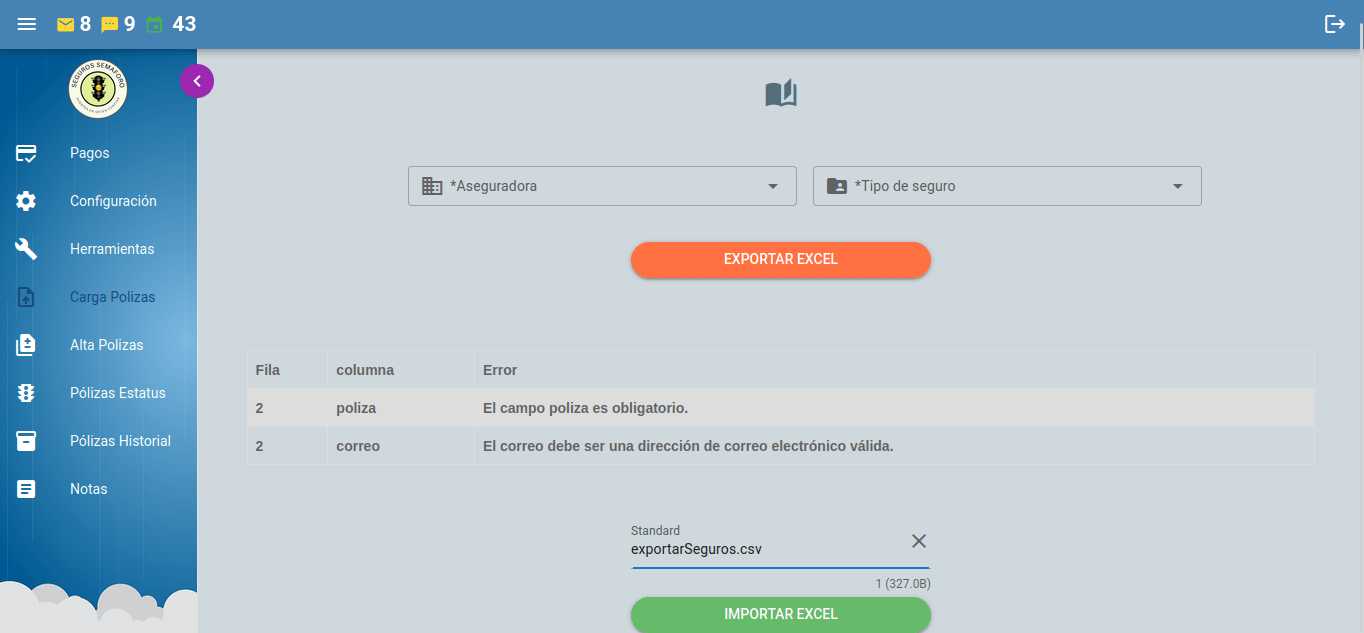 8 9 43
SEGUROS SEMAFORO
Pagos
Configuración
Herramientas
Carga Polizas
Alta Polizas
Pólizas Estatus
Pólizas Historial
Notas
*Aseguradora *Tipo de seguro
EXPORTAR EXCEL
Fila columna Error
2 poliza El campo poliza es obligatorio.
2 correo El correo debe ser una dirección de correo electrónico válida.
Standard
exportarSeguros.csv
1 (327.0B)
IMPORTAR EXCEL